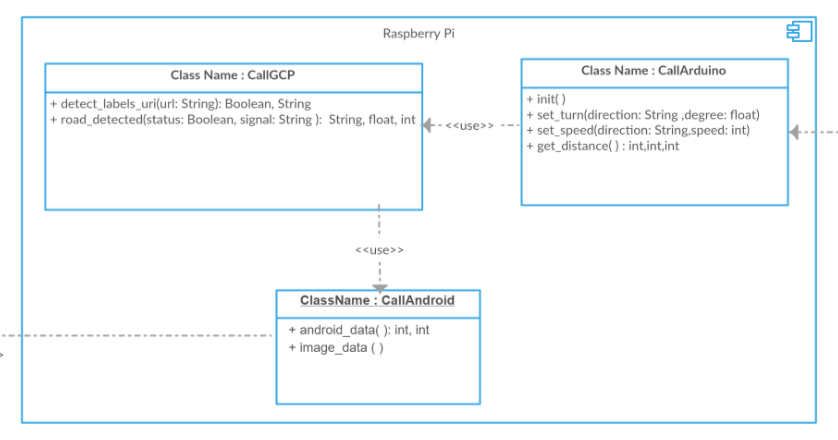 Raspberry Pi
Class Name : CallGCP
+ detect_labels_uri(url: String): Boolean, String
+ road_detected(status: Boolean, signal: String ): String, float, int
<<use>>
Class Name : CallArduino
+ init( )
+ set_turn(direction: String ,degree: float)
+ set_speed(direction: String,speed: int)
+ get_distance( ) : int,int,int
<<use>>
ClassName : CallAndroid
+ android_data( ): int, int
+ image_data ( )
>